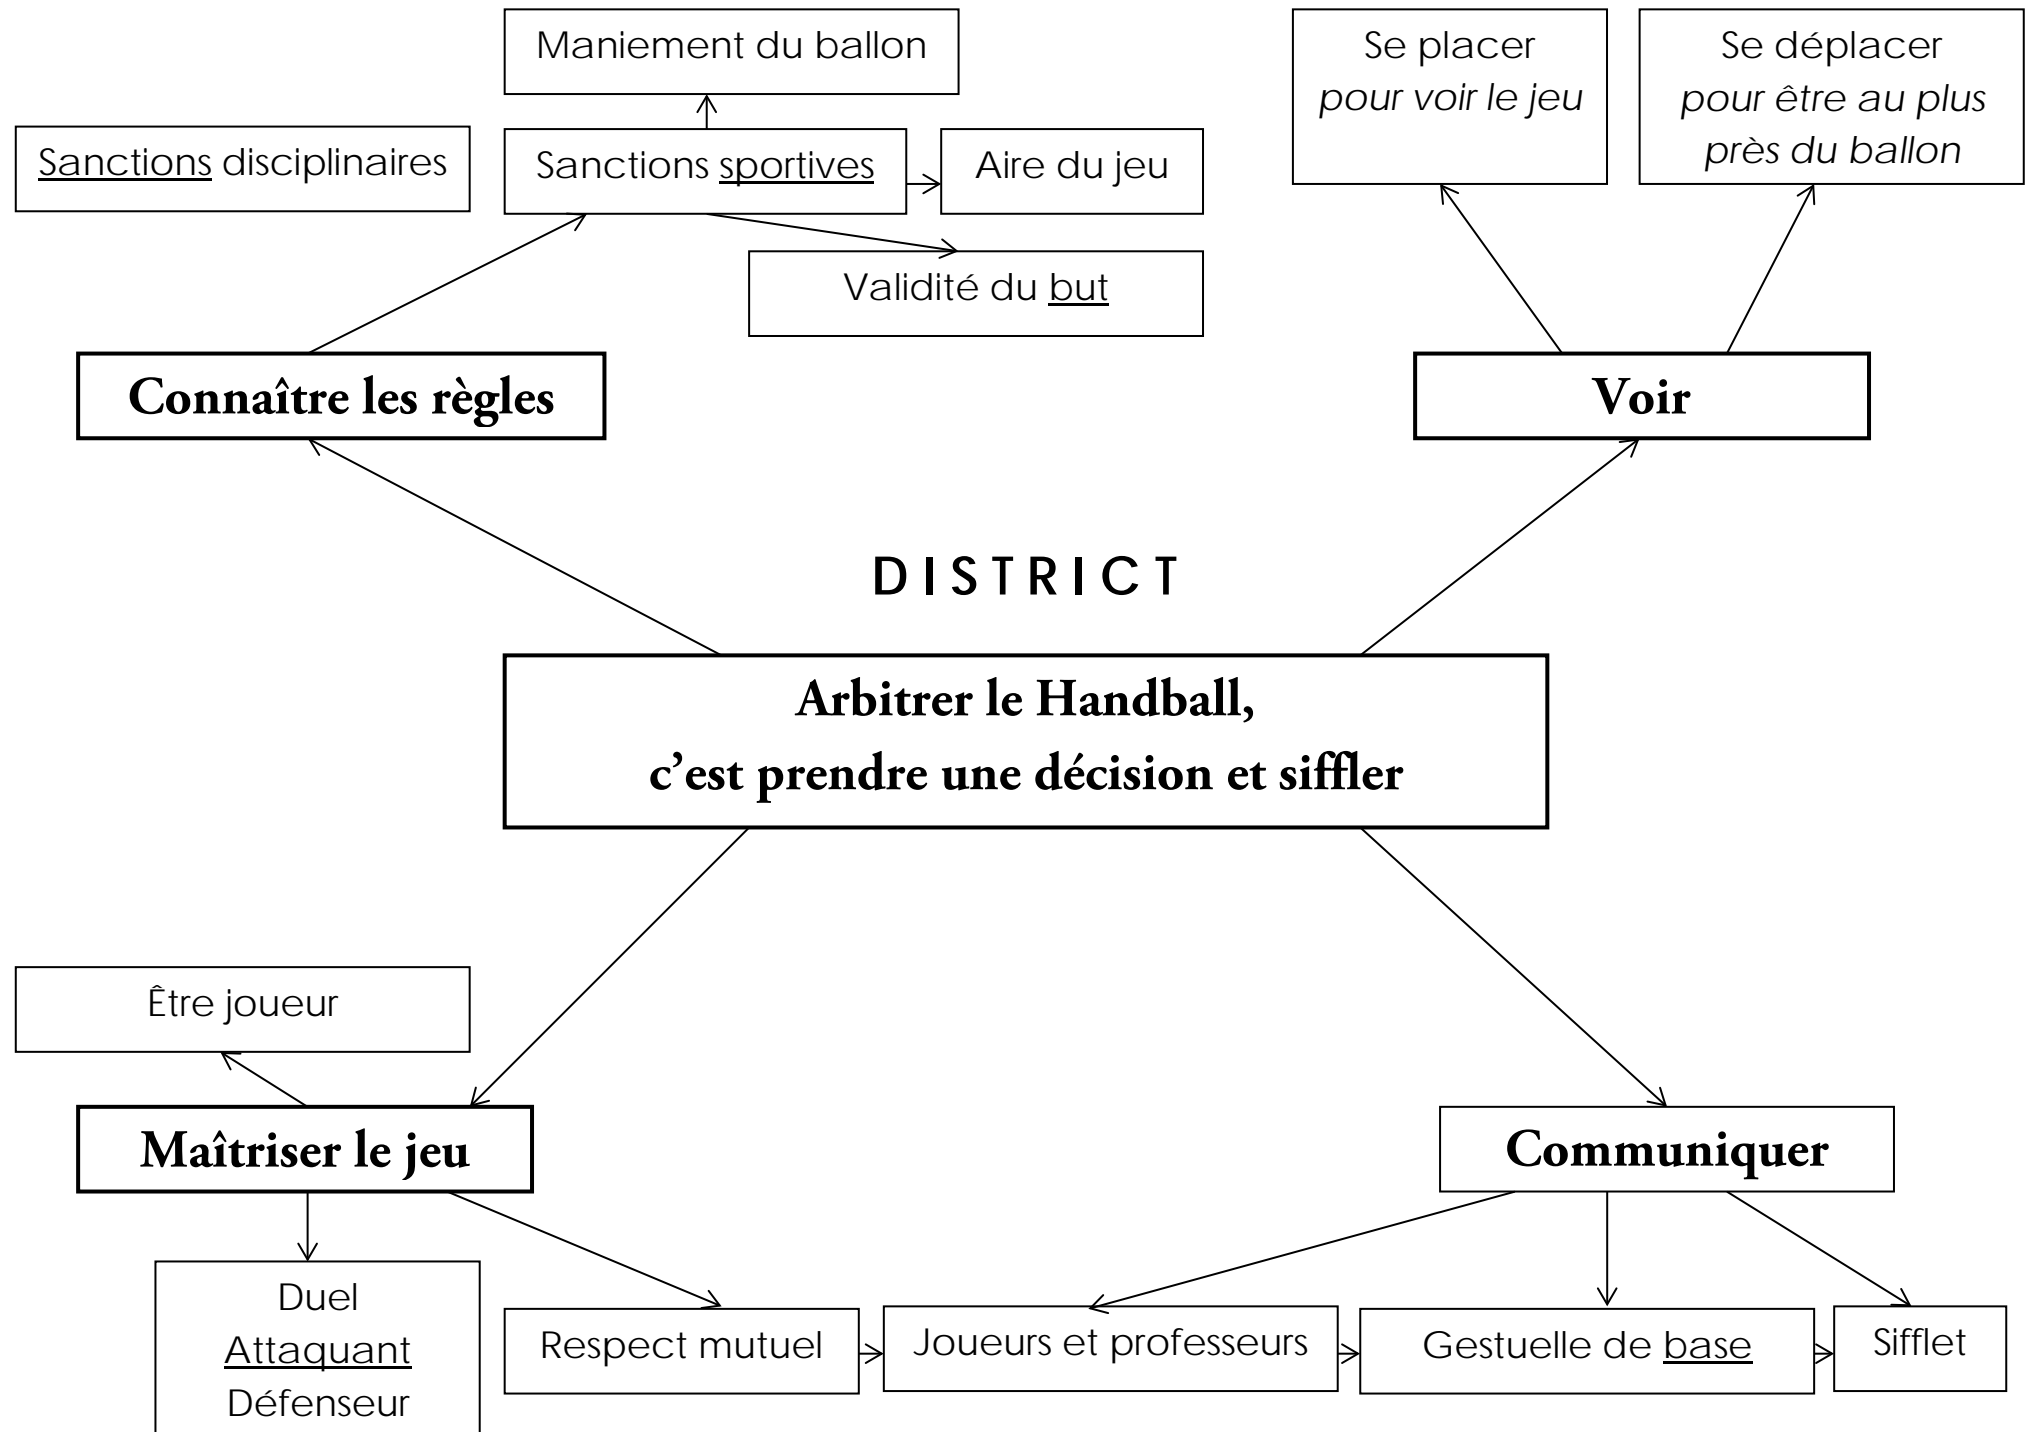 Maniement du ballon
Se placer
pour voir le jeu
Se déplacer
pour être au plus
près du ballon
Sanctions disciplinaires
Sanctions sportives
Aire du jeu
Validité du but
Connaître les règles
Voir
DISTRICT
Arbitrer le Handball,
c’est prendre une décision et siffler
Être joueur
Maîtriser le jeu
Communiquer
Duel
Attaquant
Défenseur
Respect mutuel
Joueurs et professeurs
Gestuelle de base
Sifflet